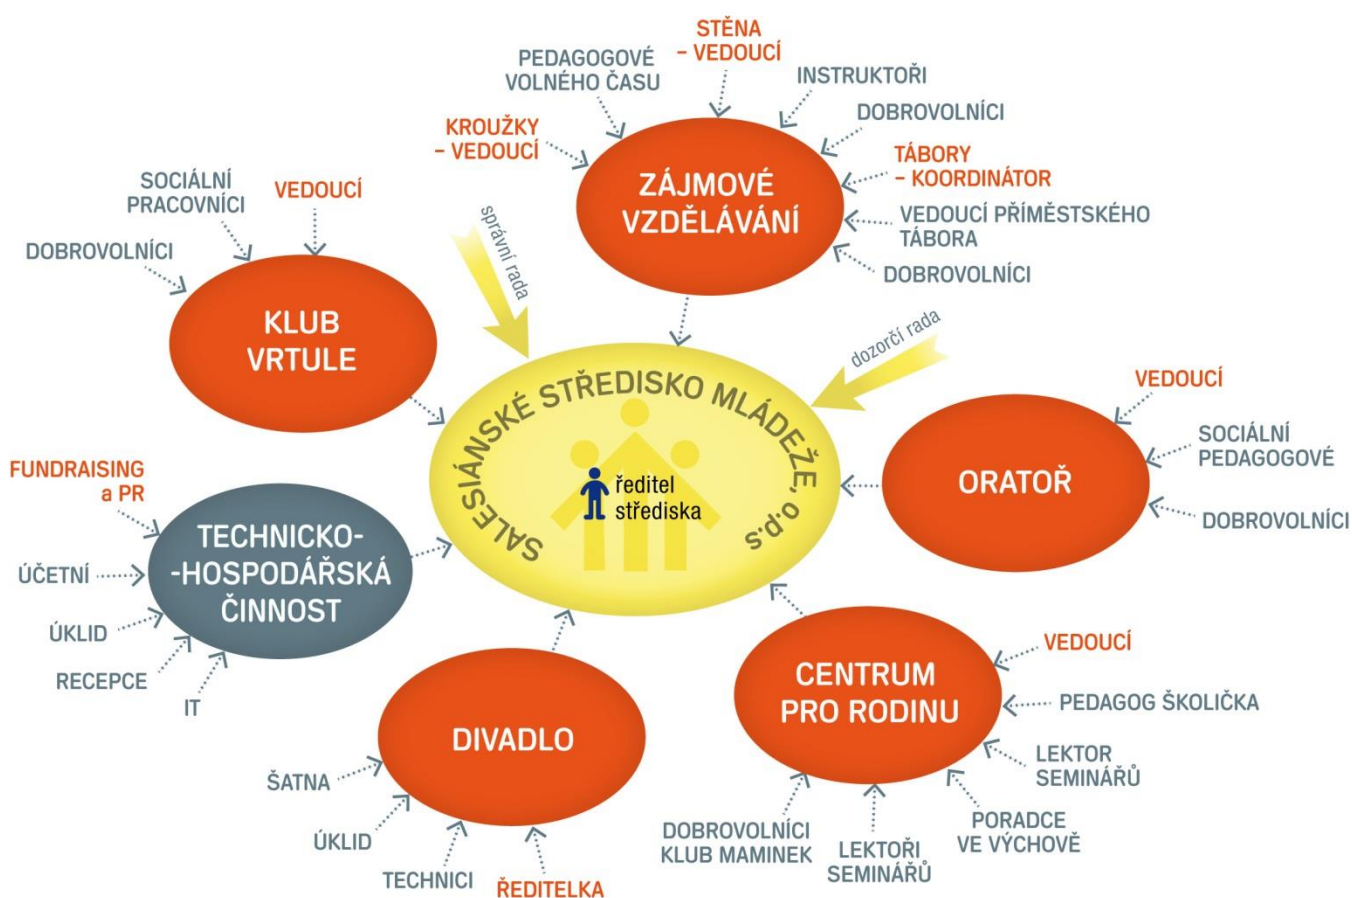 STĚNA
– VEDOUCÍ
PEDAGOGOVÉ
VOLNÉHO ČASU
INSTRUKTOŘI
DOBROVOLNÍCI
KROUŽKY
– VEDOUCÍ
TÁBORY
– KOORDINÁTOR
VEDOUCÍ PŘÍMĚSTSKÉHO
TÁBORA
DOBROVOLNÍCI
ZÁJMOVÉ
VZDĚLÁVÁNÍ
SOCIÁLNÍ
PRACOVNÍCI
VEDOUCÍ
DOBROVOLNÍCI
KLUB
VRTULE
správní rada
dozorčí rada
SALESIÁNSKÉ STŘEDISKO MLÁDEŽE, o.p.s
ředitel
střediska
VEDOUCÍ
SOCIÁLNÍ
PEDAGOGOVÉ
DOBROVOLNÍCI
ORATOŘ
FUNDRAISING
a PR
ÚČETNÍ
ÚKLID
RECEPCE
IT
TECHNICKO-
-HOSPODÁŘSKÁ
ČINNOST
DIVADLO
ŠATNA
ÚKLID
TECHNICI
ŘEDITELKA
CENTRUM
PRO RODINU
VEDOUCÍ
PEDAGOG ŠKOLIČKA
LEKTOR
SEMINÁŘŮ
PORADCE
VE VÝCHOVĚ
LEKTOŘI
SEMINÁŘŮ
DOBROVOLNÍCI
KLUB MAMINEK